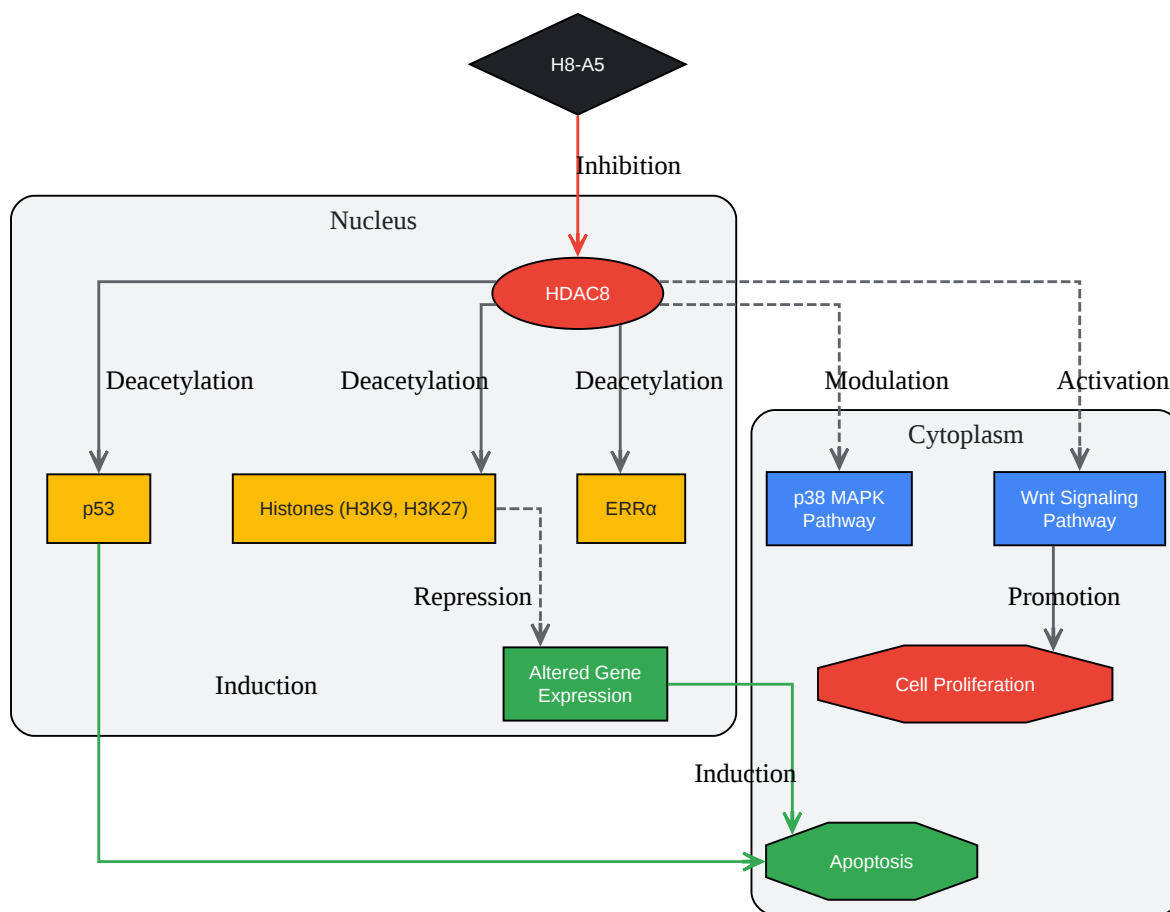 H8-A5
Inhibition
Nucleus
HDAC8
Deacetylation
Deacetylation
Deacetylation
Modulation
Activation
Cytoplasm
p53
Histones (H3K9, H3K27)
ERRα
p38 MAPK
Pathway
Wnt Signaling
Pathway
Repression
Promotion
Induction
Altered Gene
Expression
Cell Proliferation
Induction
Apoptosis